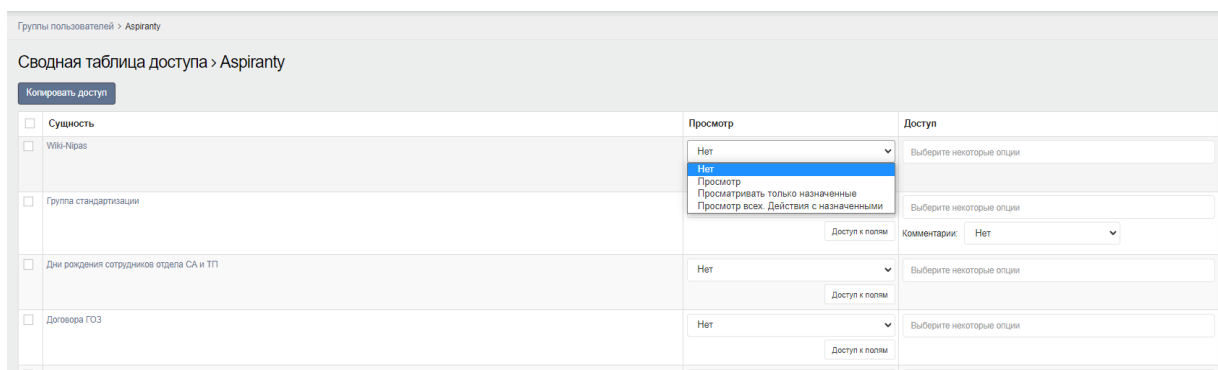 Группы пользователей > Aspiranty
Сводная таблица доступа > Aspiranty
Копировать доступ
Сущность Просмотр Доступ
Wiki-Nipas Нет Выберите некоторые опции
Нет
Просмотр
Просматривать только назначенные
Просмотр всех. Действия с назначенными
Группа стандартизации Выберите некоторые опции
Доступ к полям Комментарии: Нет
Дни рождения сотрудников отдела СА и ТП Нет Выберите некоторые опции
Доступ к полям
Договора ГОЗ Нет Выберите некоторые опции
Доступ к полям